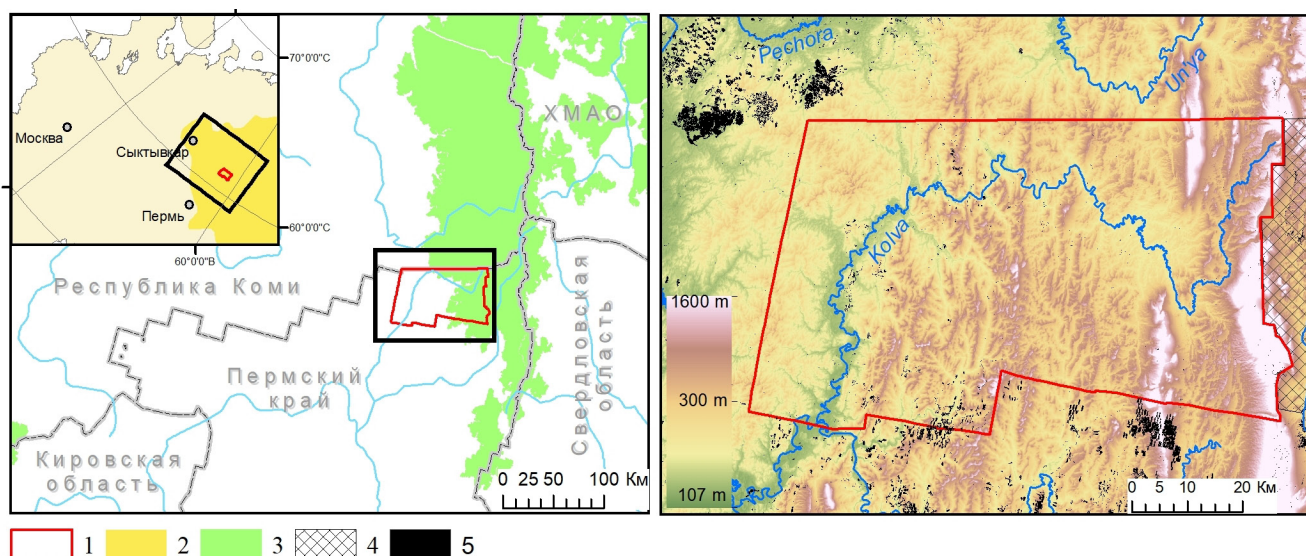 70°0'0"С
Москва
Сыктывкар
Пермь
60°0'0"С
60°0'0"В
ХМАО
Республика Коми
Пермский
край
Кировская
область
Свердловская
область
0 25 50 100 Км
Pechora
Un'ya
Kolva
1600 m
300 m
107 m
0 5 10 20 Км
1 2 3 4 5